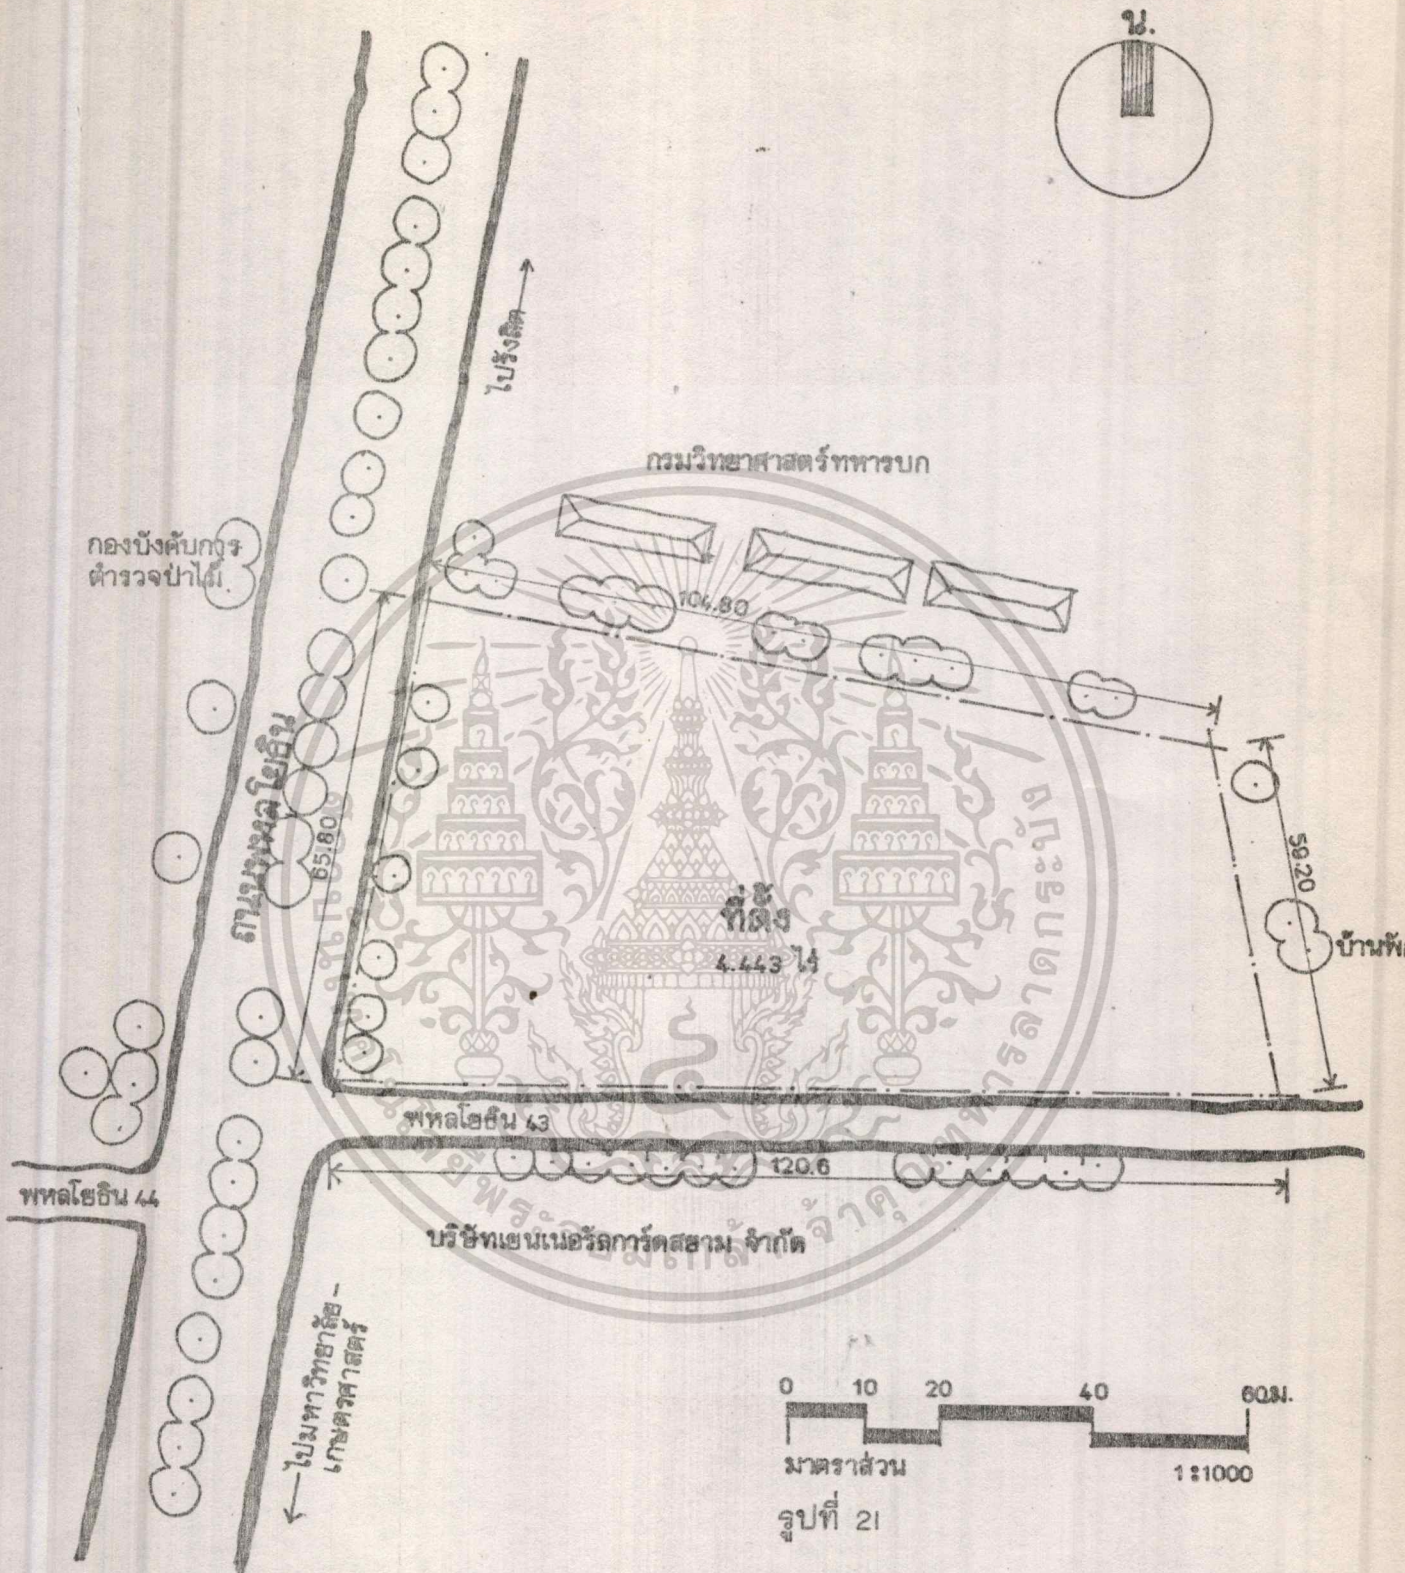 น.
ไปรังสิต
กรมวิทยาศาสตร์ทหารบก
กองบังคับการ
ตำรวจป่าไม้
104.80
ถนนพหลโยธิน
65.80
59.20
ที่ตั้ง
4.443 ไร่
พหลโยธิน 43
120.6
พหลโยธิน 44
บริษัทเยนเนอรัลการ์ดสยาม จำกัด
ไปมหาวิทยาลัย-
เกษตรศาสตร์
0 10 20 40 60ม.
มาตราส่วน 1:1000
รูปที่ 21